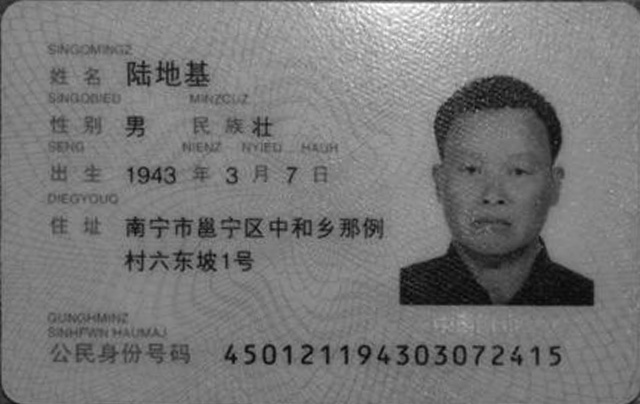 SINGQMINGZ
姓名 陆地基
SINGQBIED MINZCUZ
性别 男 民族 壮
SENG NIENZ NYIED HAUH
出生 1943 年 3 月 7 日
DIEGYOUQ
住址 南宁市邕宁区中和乡那例
村六东坡1号
GUNGHMINZ
SINHFWN HAUMAJ
公民身份号码 450121194303072415